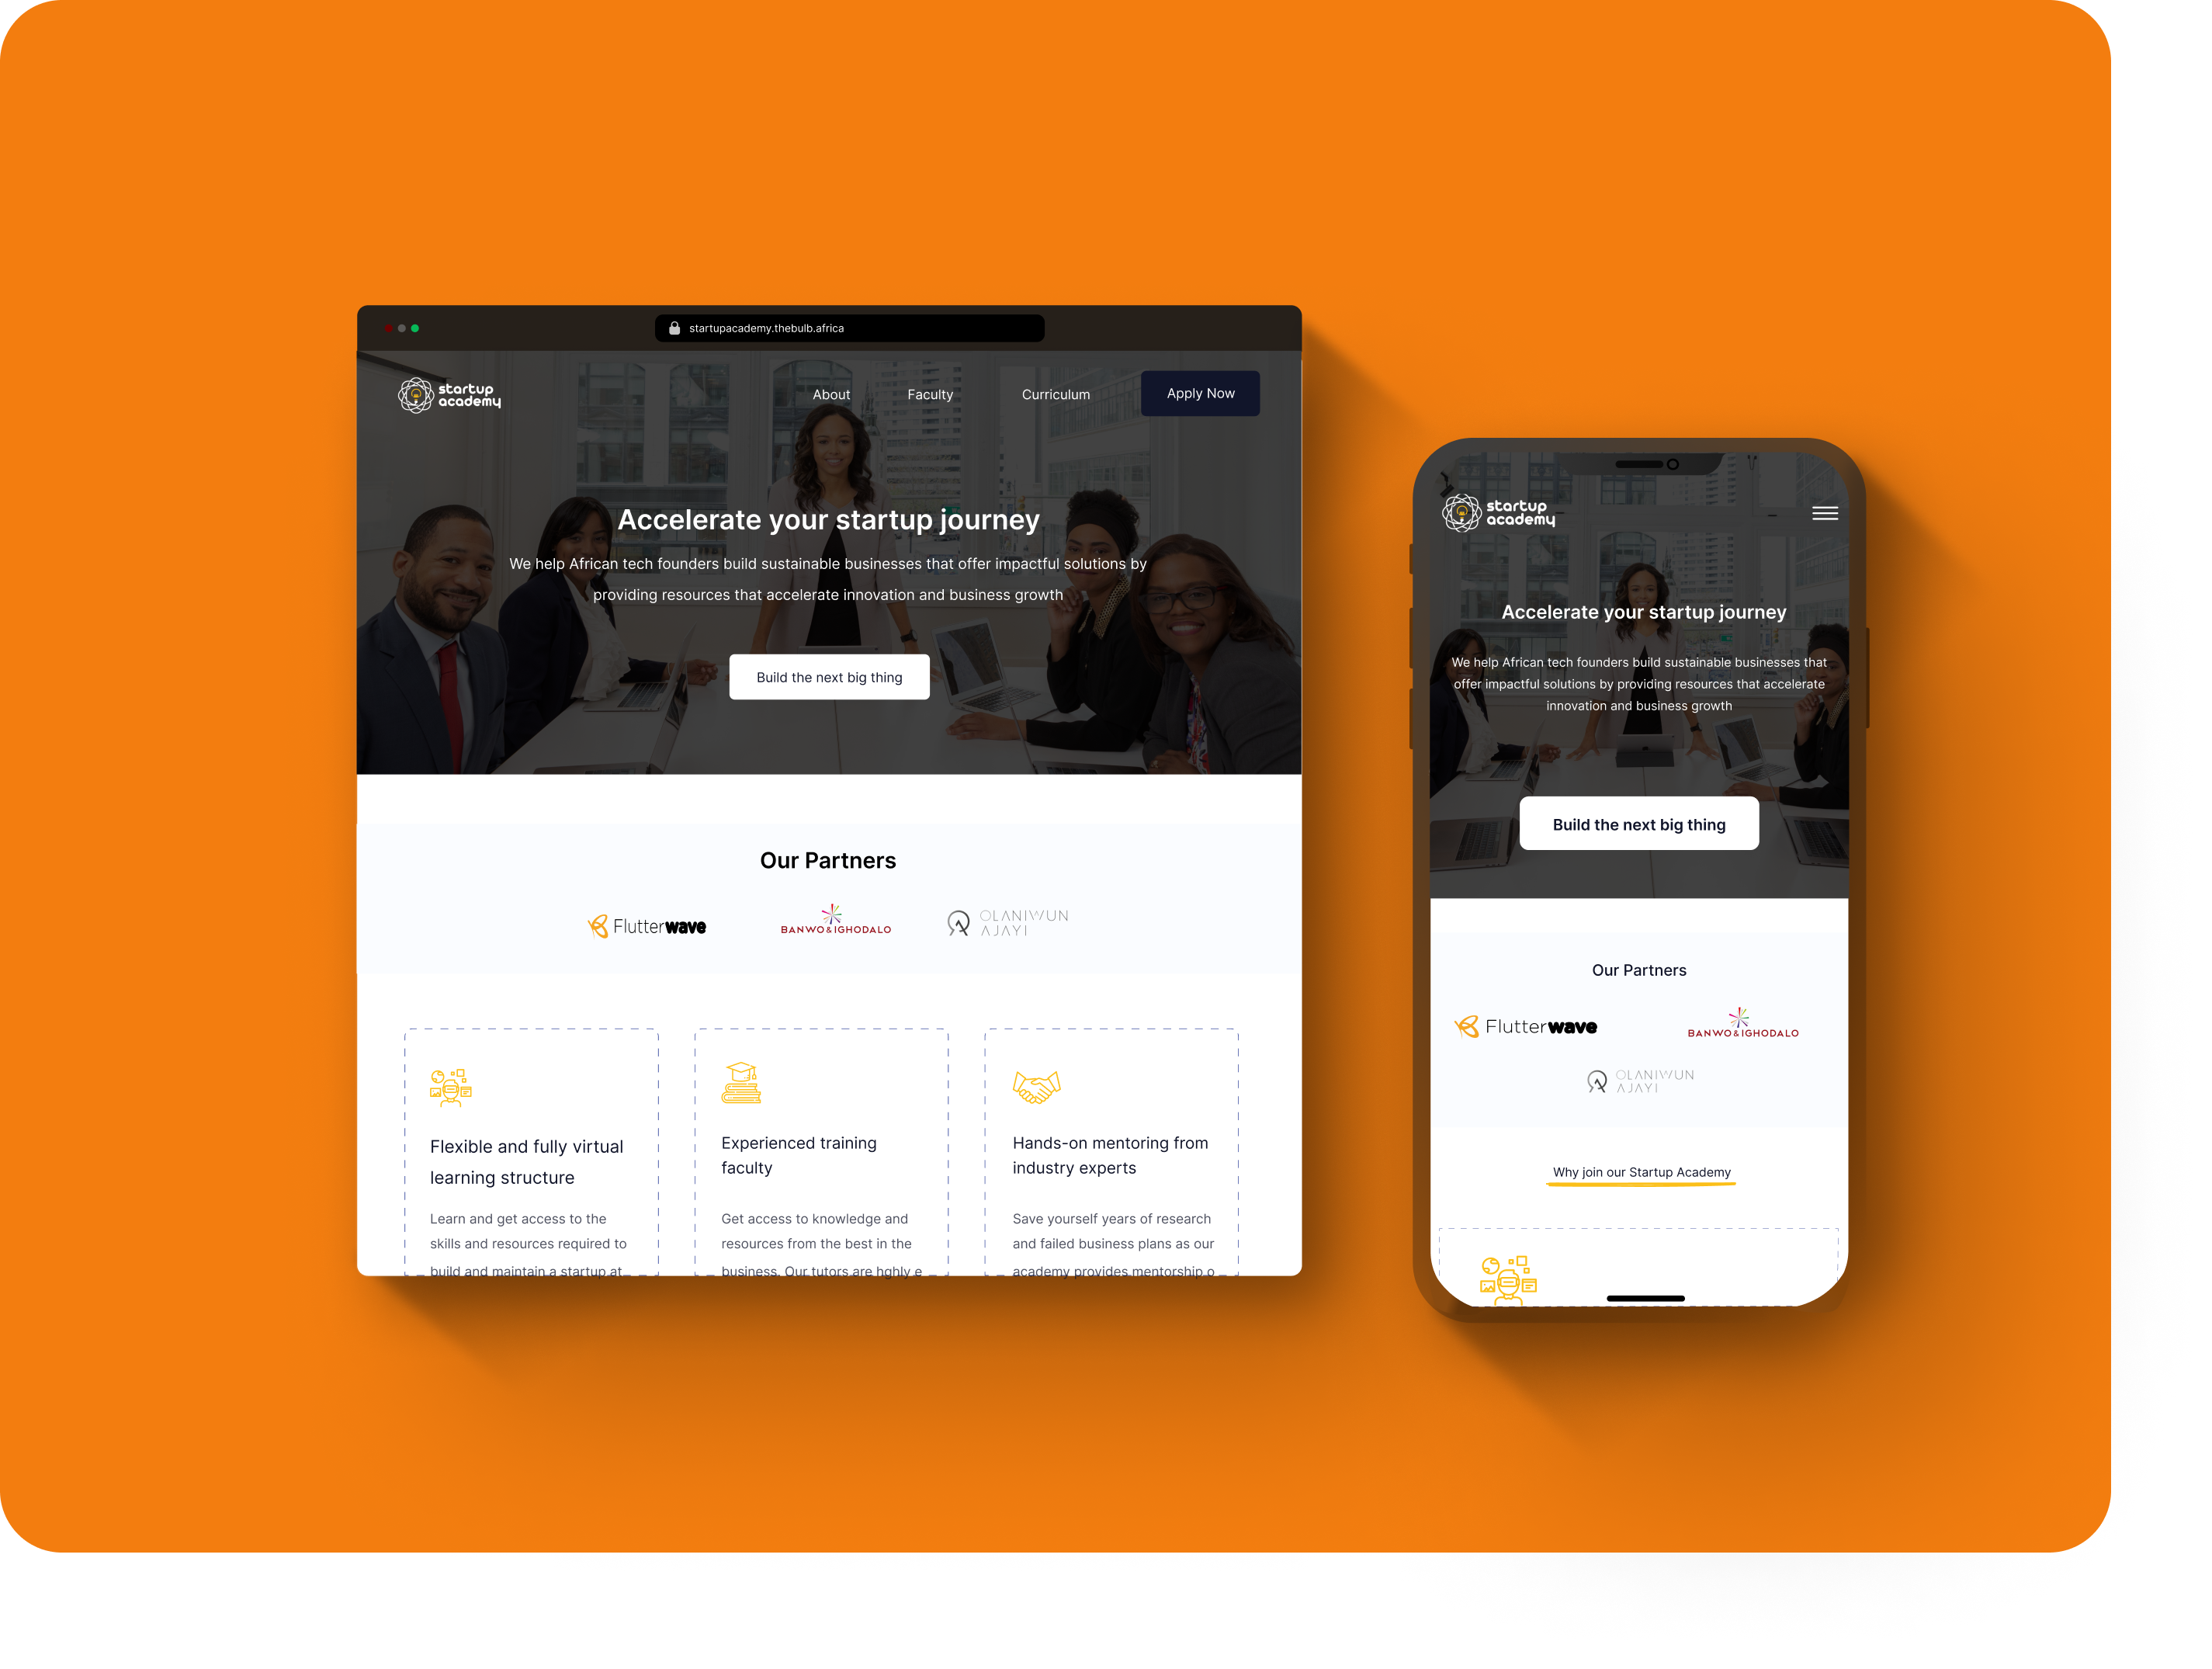 startupacademy.thebulb.africa
startup
academy
About
Faculty
Curriculum
Apply Now
Accelerate your startup journey
We help African tech founders build sustainable businesses that offer impactful solutions by
providing resources that accelerate innovation and business growth
Build the next big thing
Our Partners
Flutterwave
BANWO & IGHODALO
OLANIWUN
AJAYI
Flexible and fully virtual
learning structure
Learn and get access to the
skills and resources required to
build and maintain a startup at
Experienced training
faculty
Get access to knowledge and
resources from the best in the
business. Our tutors are hghly e
Hands-on mentoring from
industry experts
Save yourself years of research
and failed business plans as our
academy provides mentorship o
startup
academy
Accelerate your startup journey
We help African tech founders build sustainable businesses that
offer impactful solutions by providing resources that accelerate
innovation and business growth
Build the next big thing
Our Partners
Flutterwave
BANWO & IGHODALO
OLANIWUN
AJAYI
Why join our Startup Academy